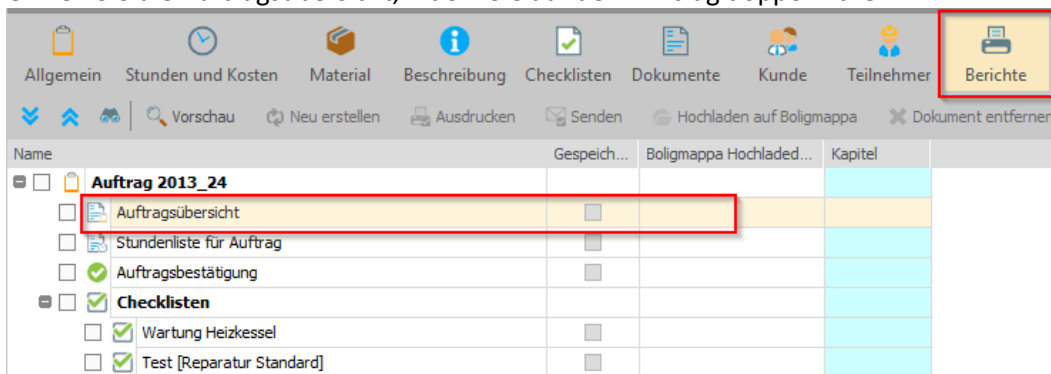 Allgemein Stunden und Kosten Material Beschreibung Checklisten Dokumente Kunde Teilnehmer Berichte
Vorschau Neu erstellen Ausdrucken Senden Hochladen auf Boligmappa Dokument entfernen
Name Gespeich... Boligmappa Hochladed... Kapitel
Auftrag 2013_24
Auftragsübersicht
Stundenliste für Auftrag
Auftragsbestätigung
Checklisten
Wartung Heizkessel
Test [Reparatur Standard]